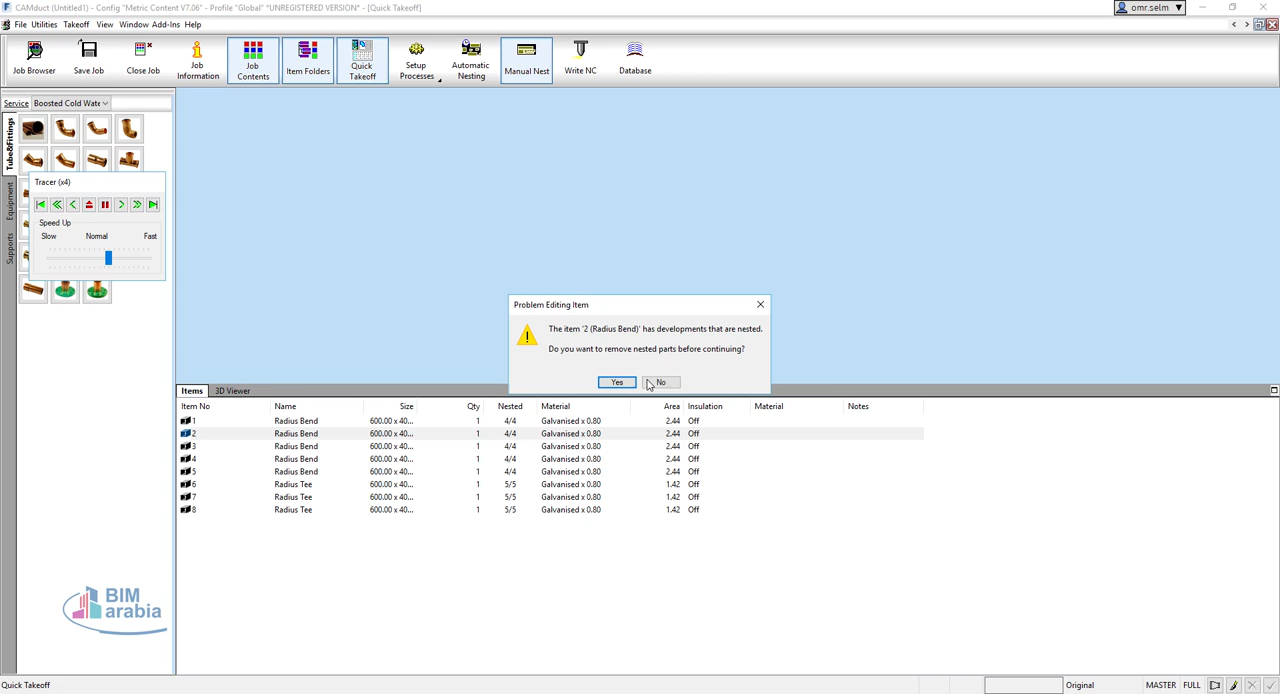 CAMduct (Untitled1) - Config "Metric Content V7.06" - Profile "Global" *UNREGISTERED VERSION* - [Quick Takeoff]
omr.selm
File Utilities Takeoff View Window Add-Ins Help
Job Browser
Save Job
Close Job
Job Information
Job Contents
Item Folders
Quick Takeoff
Setup Processes
Automatic Nesting
Manual Nest
Write NC
Database
Service Boosted Cold Wate
Tube&Fittings
Equipment
Supports
Tracer (x4)
Speed Up
Slow Normal Fast
Problem Editing Item
The item '2 (Radius Bend)' has developments that are nested.
Do you want to remove nested parts before continuing?
Yes No
Items 3D Viewer
Item No Name Size Qty Nested Material Area Insulation Material Notes
1 Radius Bend 600.00 x 40... 1 4/4 Galvanised x 0.80 2.44 Off
2 Radius Bend 600.00 x 40... 1 4/4 Galvanised x 0.80 2.44 Off
3 Radius Bend 600.00 x 40... 1 4/4 Galvanised x 0.80 2.44 Off
4 Radius Bend 600.00 x 40... 1 4/4 Galvanised x 0.80 2.44 Off
5 Radius Bend 600.00 x 40... 1 4/4 Galvanised x 0.80 2.44 Off
6 Radius Tee 600.00 x 40... 1 5/5 Galvanised x 0.80 1.42 Off
7 Radius Tee 600.00 x 40... 1 5/5 Galvanised x 0.80 1.42 Off
8 Radius Tee 600.00 x 40... 1 5/5 Galvanised x 0.80 1.42 Off
BIM
arabia
Quick Takeoff
Original
MASTER FULL